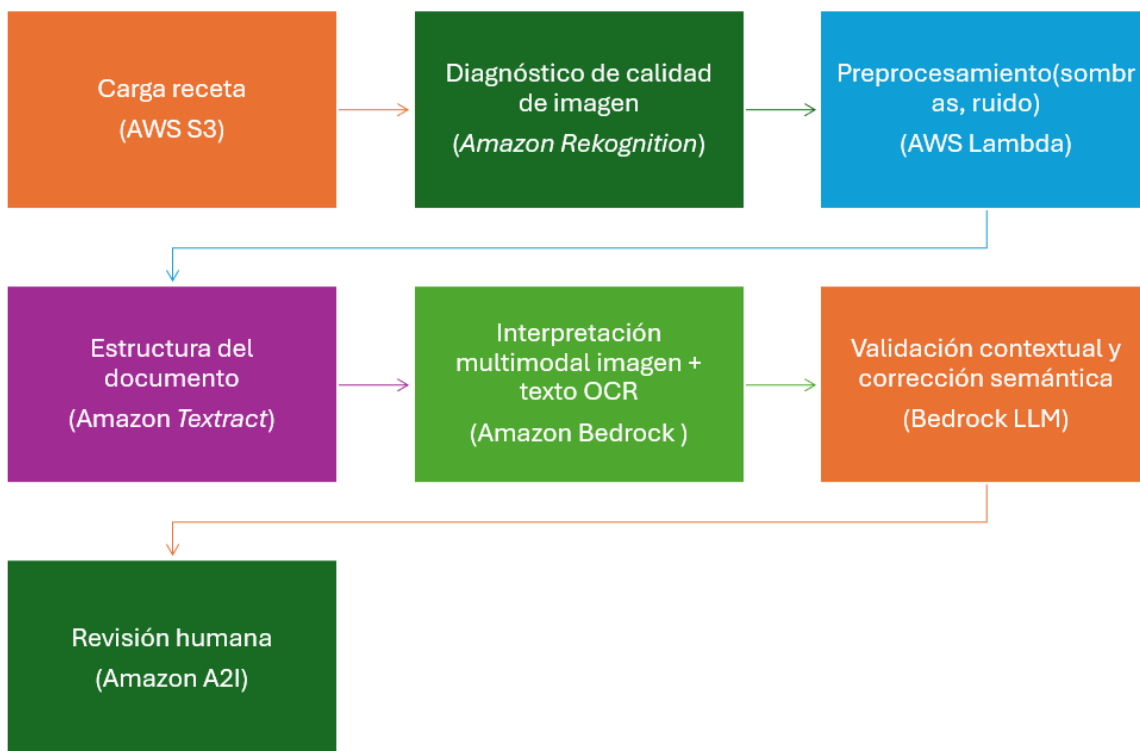 Carga receta
(AWS S3)
Diagnóstico de calidad
de imagen
(Amazon Rekognition)
Preprocesamiento(sombr
as, ruido)
(AWS Lambda)
Estructura del
documento
(Amazon Textract)
Interpretación
multimodal imagen +
texto OCR
(Amazon Bedrock )
Validación contextual y
corrección semántica
(Bedrock LLM)
Revisión humana
(Amazon A2I)